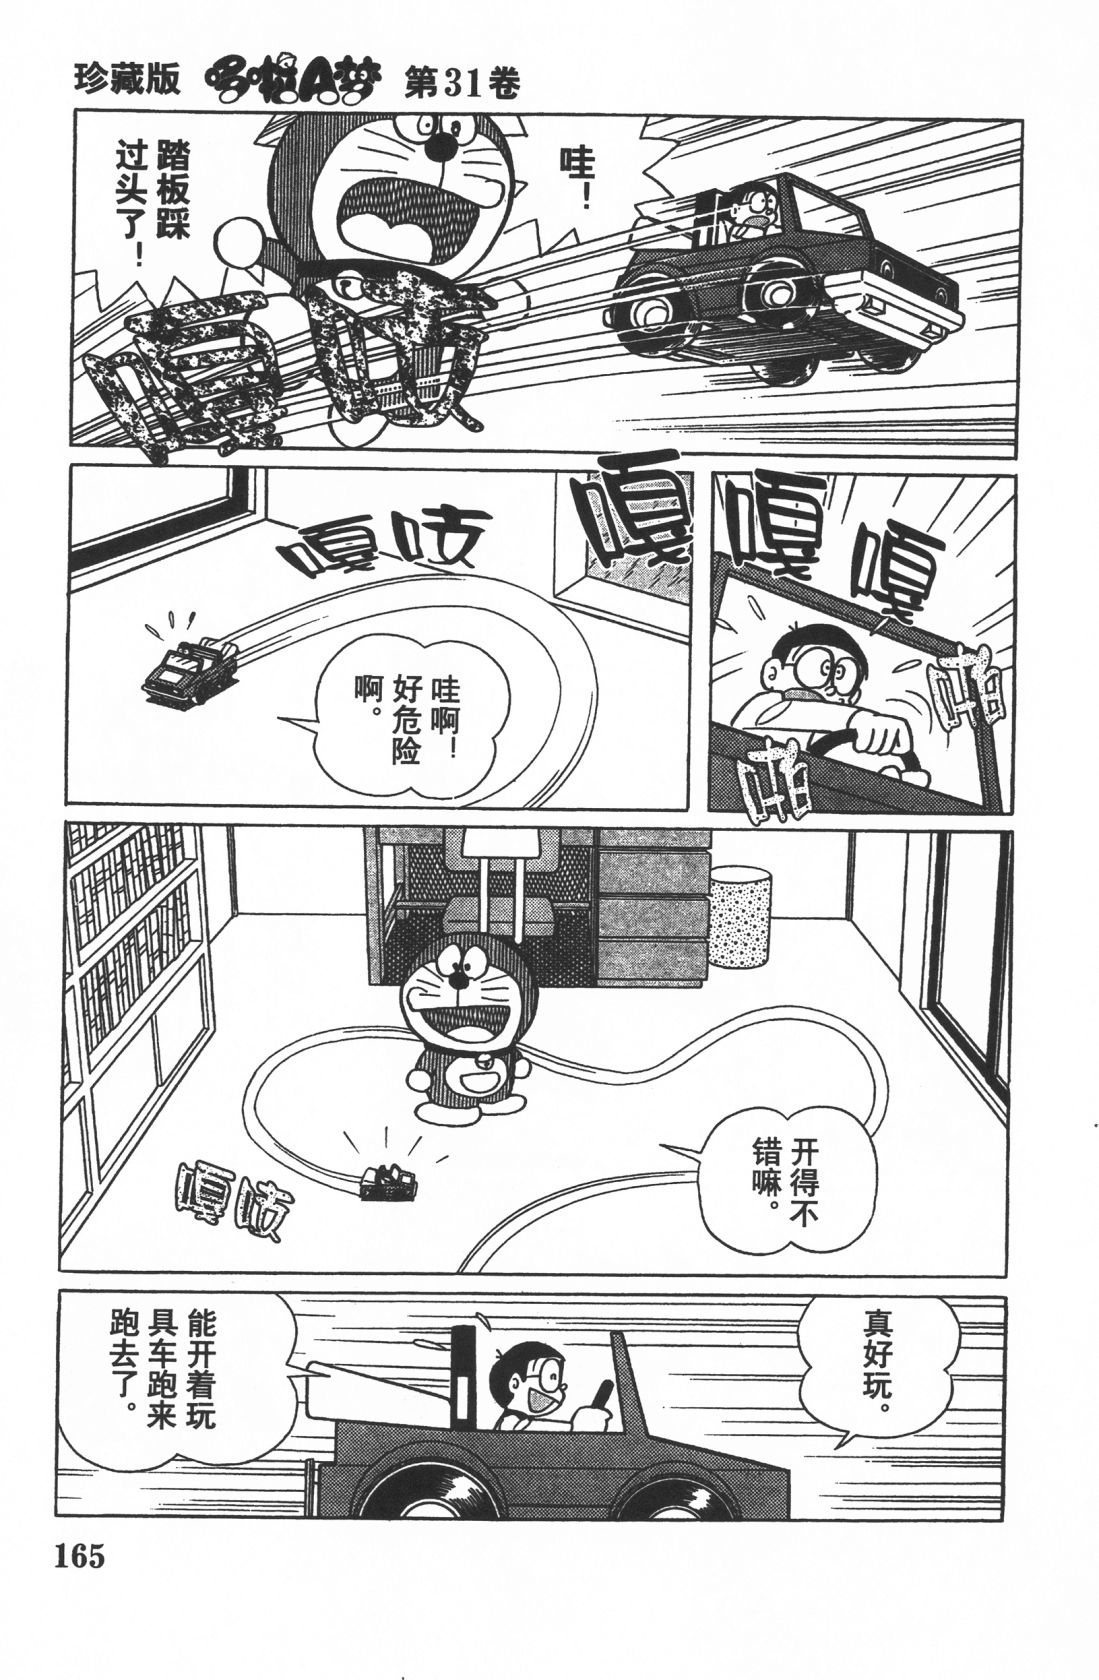 珍藏版 哆啦A梦 第31卷
哇！
踏板踩
过头了！
嘎
嘎
嘎
啪
啪
嘎吱
哇啊！
好危险
啊。
开得不
错嘛。
嘎吱
真好玩。
能开着玩
具车跑来
跑去了。
165